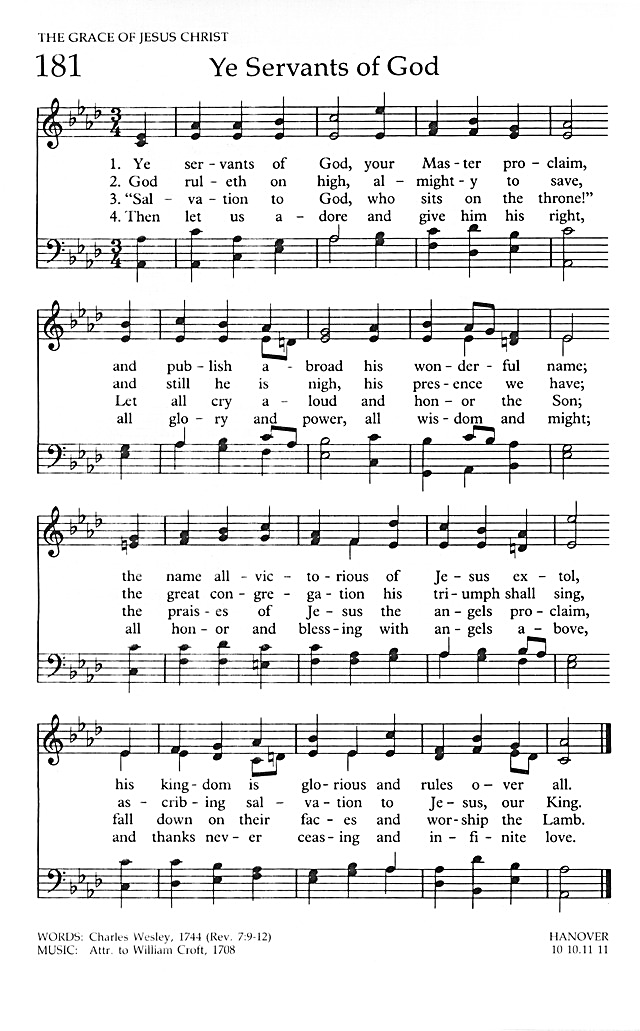 THE GRACE OF JESUS CHRIST
181 Ye Servants of God
1. Ye ser - vants of God, your Mas - ter pro - claim,
2. God rul - eth on high, al - might - y to save,
3. “Sal - va - tion to God, who sits on the throne!”
4. Then let us a - dore and give him his right,
and pub - lish a - broad his won - der - ful name;
and still he is nigh, his pres - ence we have;
Let all cry a - loud and hon - or the Son;
all glo - ry and power, all wis - dom and might;
the name all - vic - to - rious of Je - sus ex - tol,
the great con - gre - ga - tion his tri - umph shall sing,
the prais - es of Je - sus the an - gels pro - claim,
all hon - or and bless - ing with an - gels a - bove,
his king - dom is glo - rious and rules o - ver all.
as - crib - ing sal - va - tion to Je - sus, our King.
fall down on their fac - es and wor - ship the Lamb.
and thanks nev - er ceas - ing and in - fi - nite love.
WORDS: Charles Wesley, 1744 (Rev. 7:9-12) HANOVER
MUSIC: Attr. to William Croft, 1708 10 10.11 11